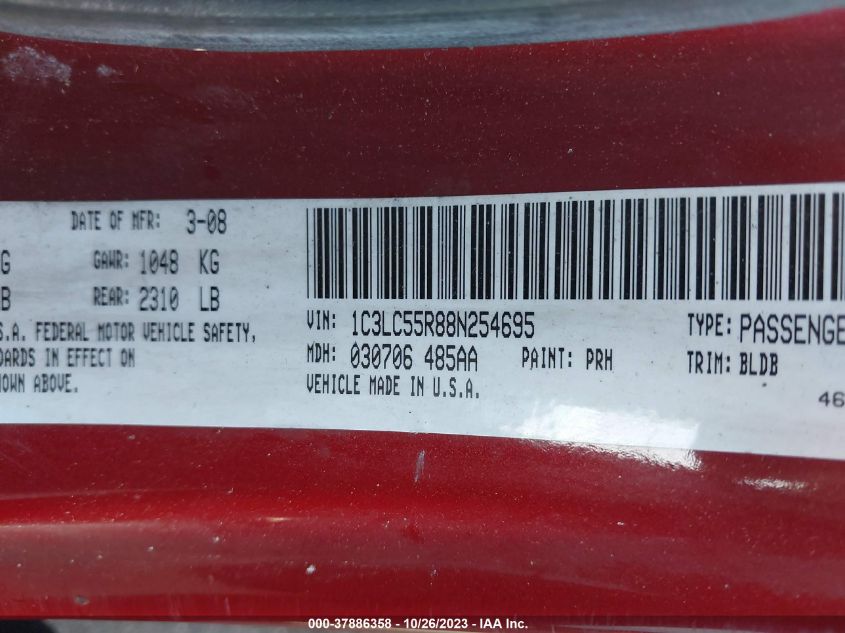 DATE OF MFR: 3-08
G GAWR: 1048 KG
B REAR: 2310 LB
S.A. FEDERAL MOTOR VEHICLE SAFETY,
DARDS IN EFFECT ON
HOWN ABOVE.
VIN: 1C3LC55R88N254695 TYPE: PASSENGE
MDH: 030706 485AA PAINT: PRH TRIM: BLDB
VEHICLE MADE IN U.S.A.
46
000-37886358 - 10/26/2023 - IAA Inc.